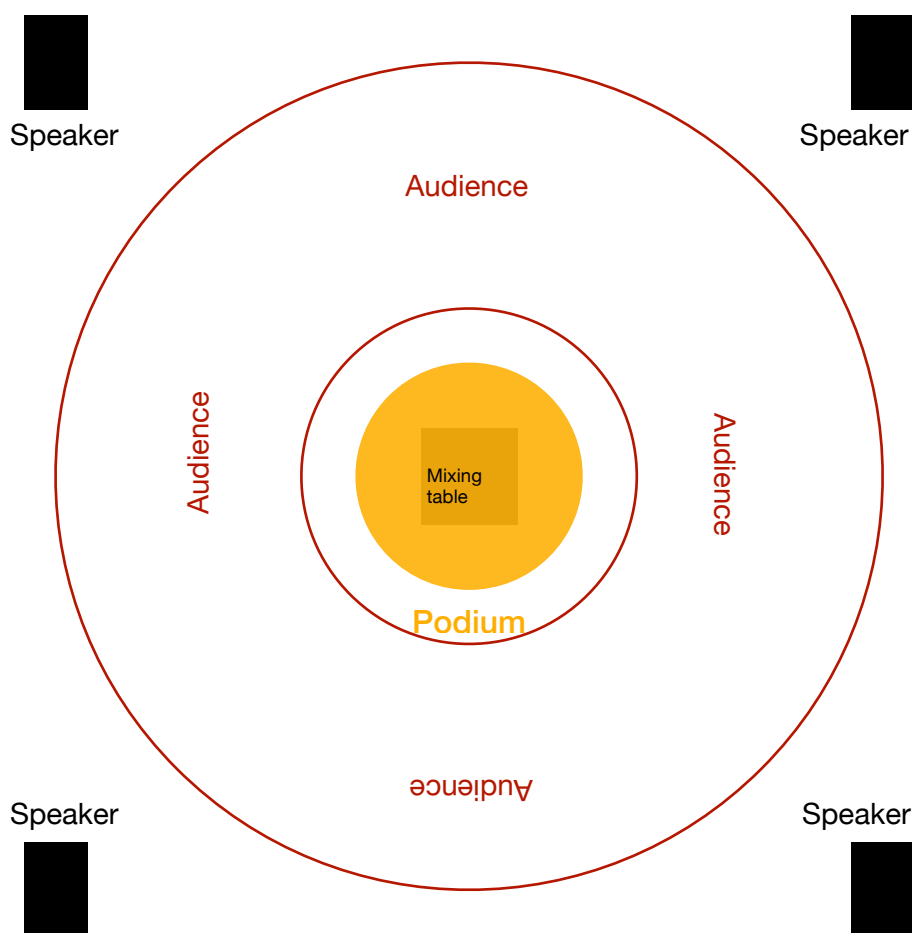 Speaker
Speaker
Audience
Audience
Audience
Mixing
table
Podium
Audience
Speaker
Speaker